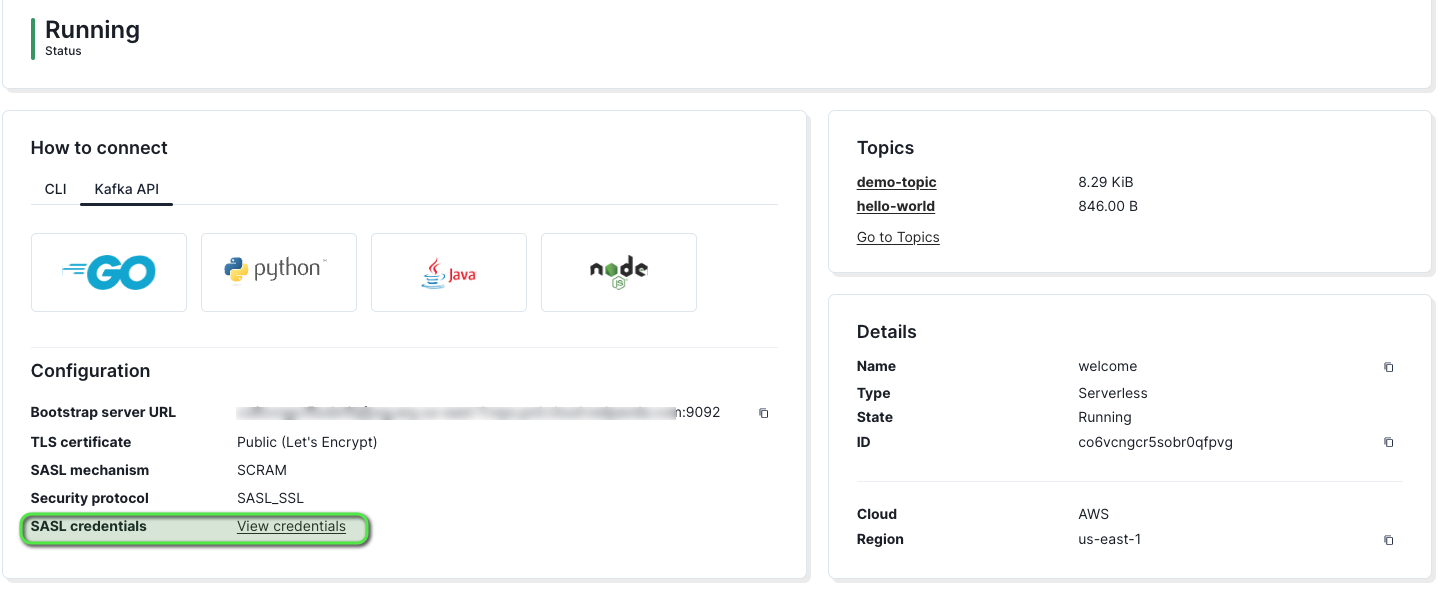 Running
Status
How to connect
CLI
Kafka API
GO
python™
Java
node
JS
Configuration
Bootstrap server URL :9092
TLS certificate Public (Let's Encrypt)
SASL mechanism SCRAM
Security protocol SASL_SSL
SASL credentials View credentials
Topics
demo-topic 8.29 KiB
hello-world 846.00 B
Go to Topics
Details
Name welcome
Type Serverless
State Running
ID co6vcngcr5sobr0qfpvg
Cloud AWS
Region us-east-1